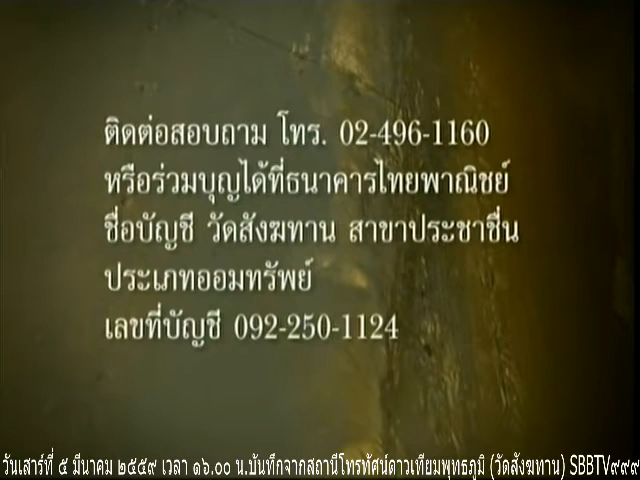 ติดต่อสอบถาม โทร. 02-496-1160
หรือร่วมบุญได้ที่ธนาคารไทยพาณิชย์
ชื่อบัญชี วัดสังฆทาน สาขาประชาชื่น
ประเภทออมทรัพย์
เลขที่บัญชี 092-250-1124
วันเสาร์ที่ ๕ มีนาคม ๒๕๕๙ เวลา ๑๖.๐๐ น.บันทึกจากสถานีโทรทัศน์ดาวเทียมพุทธภูมิ (วัดสังฆทาน) SBBTV๙๙๙